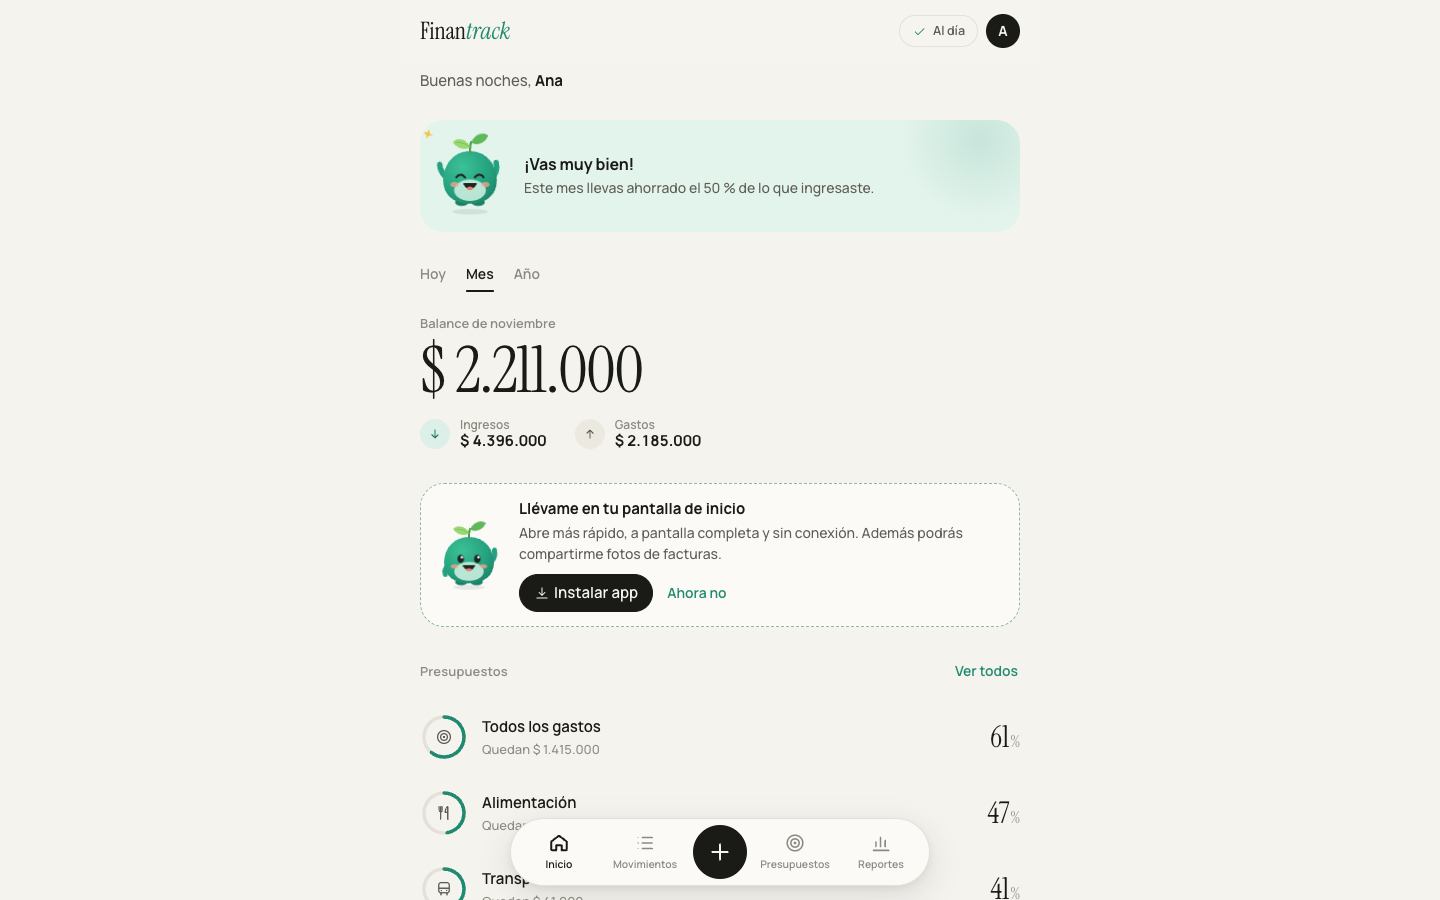 Finantrack
Al día
A
Buenas noches, Ana
¡Vas muy bien!
Este mes llevas ahorrado el 50 % de lo que ingresaste.
Hoy Mes Año
Balance de noviembre
$ 2.211.000
Ingresos
$ 4.396.000
Gastos
$ 2.185.000
Llévame en tu pantalla de inicio
Abre más rápido, a pantalla completa y sin conexión. Además podrás
compartirme fotos de facturas.
Instalar app
Ahora no
Presupuestos
Ver todos
Todos los gastos
Quedan $ 1.415.000
61%
Alimentación
47%
41%
Inicio
Movimientos
Presupuestos
Reportes